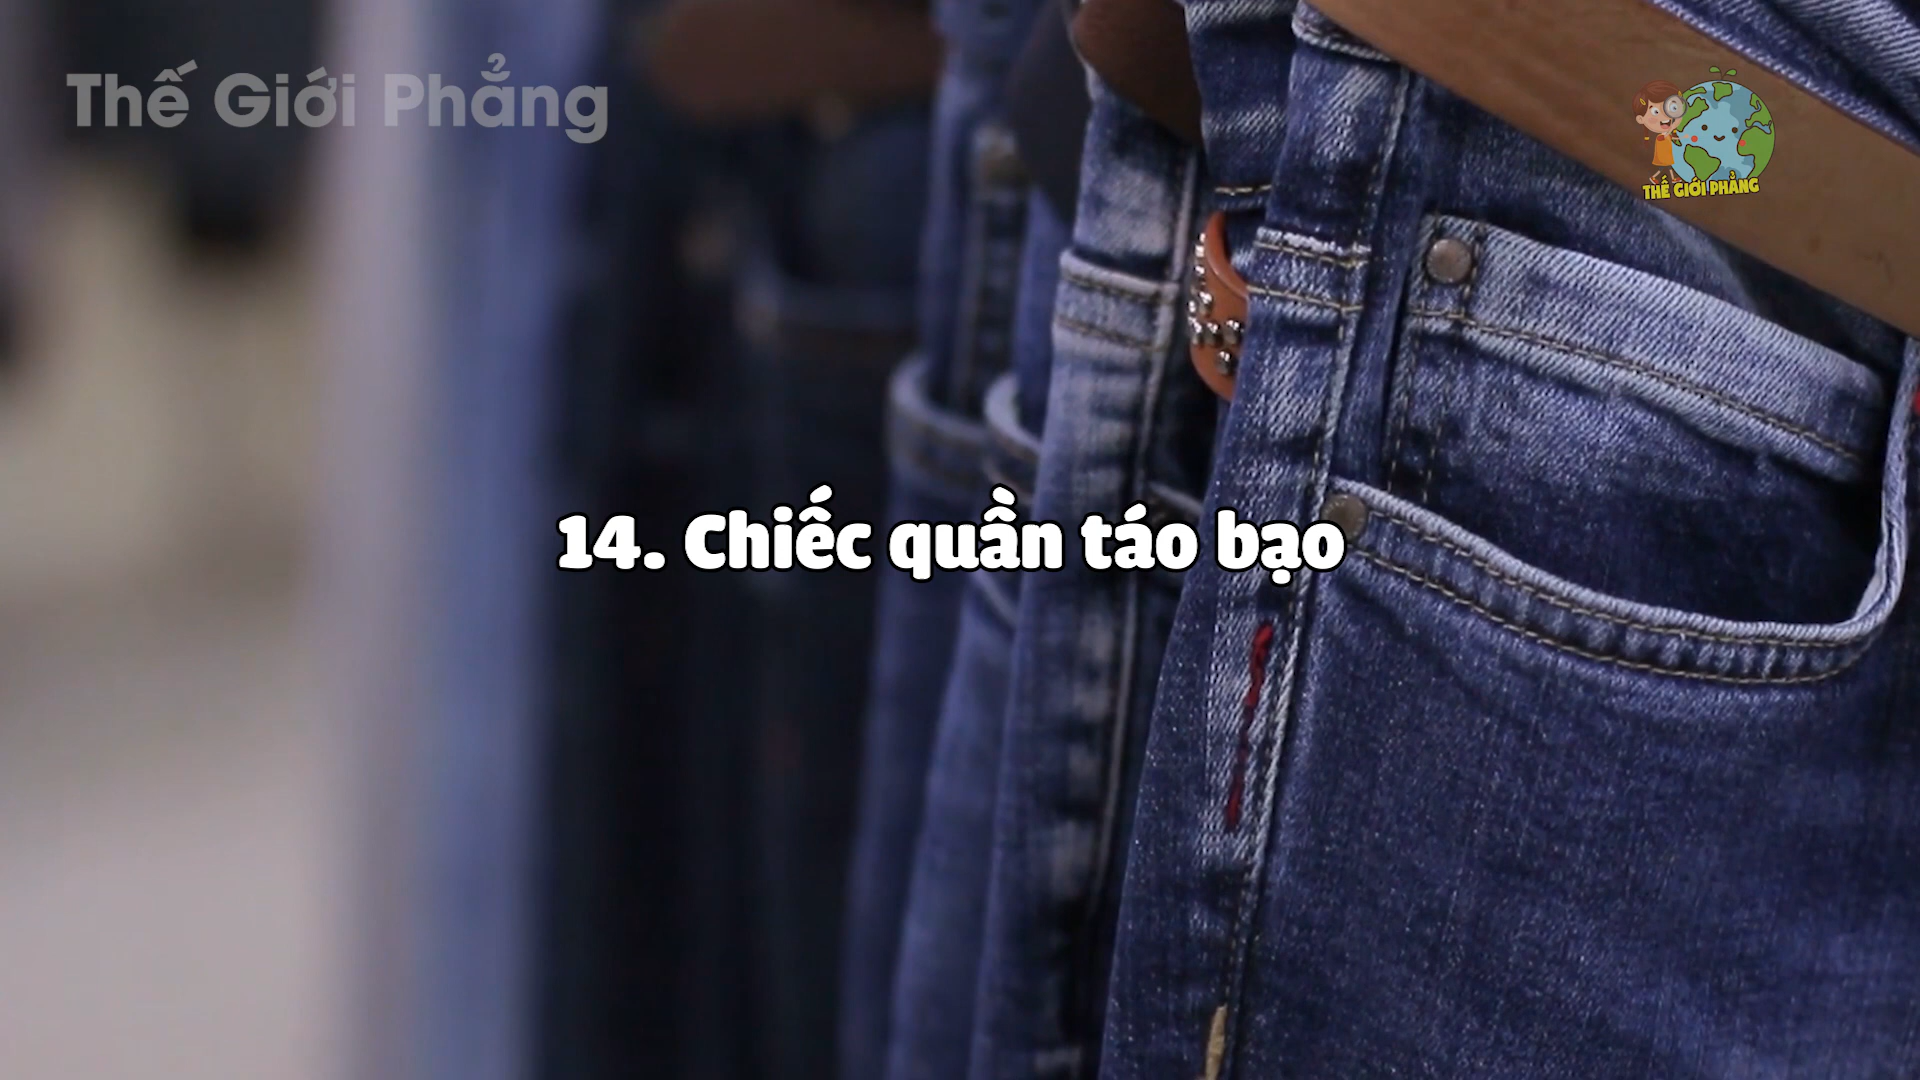 Thế Giới Phẳng
THẾ GIỚI PHẲNG
14. Chiếc quần táo bạo